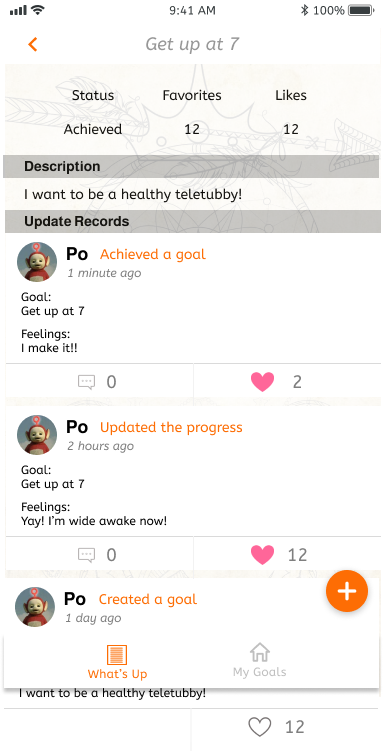 9:41 AM 100%
Get up at 7
Status Favorites Likes
Achieved 12 12
Description
I want to be a healthy teletubby!
Update Records
Po Achieved a goal
1 minute ago
Goal:
Get up at 7
Feelings:
I make it!!
0 2
Po Updated the progress
2 hours ago
Goal:
Get up at 7
Feelings:
Yay! I'm wide awake now!
0 12
Po Created a goal
1 day ago
What's Up My Goals
I want to be a healthy teletubby!
12